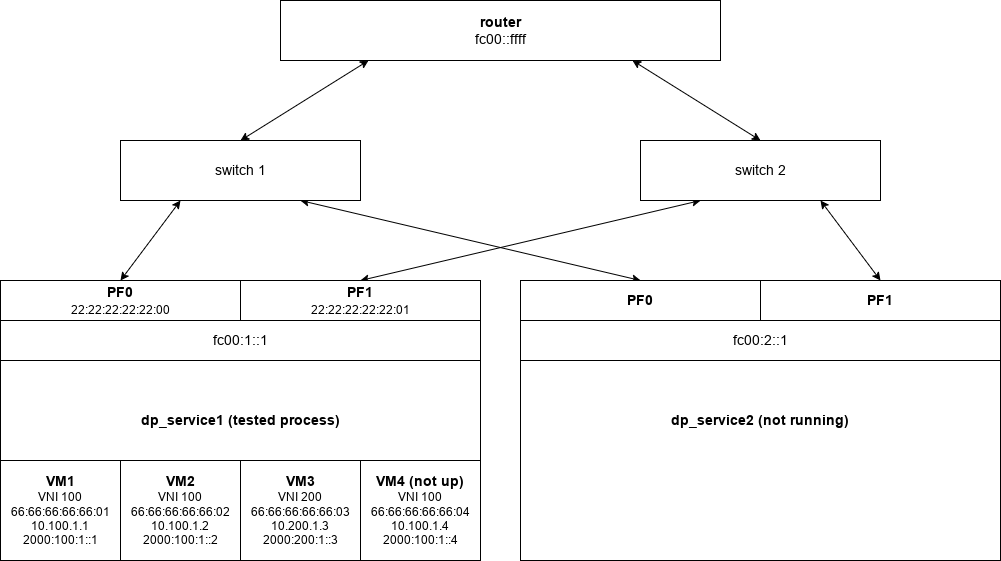 router
fc00::ffff
switch 1
switch 2
PF0
22:22:22:22:22:00
PF1
22:22:22:22:22:01
PF0
PF1
fc00:1::1
fc00:2::1
dp_service1 (tested process)
dp_service2 (not running)
VM1
VNI 100
66:66:66:66:66:01
10.100.1.1
2000:100:1::1
VM2
VNI 100
66:66:66:66:66:02
10.100.1.2
2000:100:1::2
VM3
VNI 200
66:66:66:66:66:03
10.200.1.3
2000:200:1::3
VM4 (not up)
VNI 100
66:66:66:66:66:04
10.100.1.4
2000:100:1::4